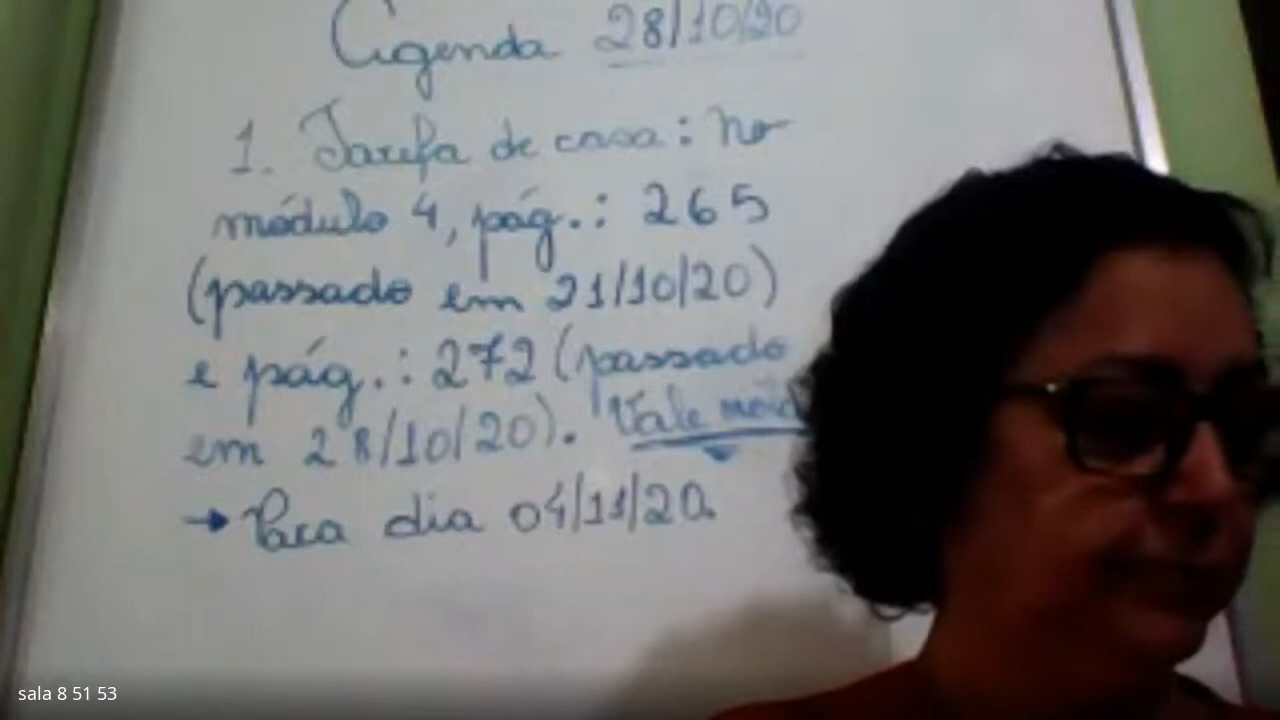 Agenda 28/10/20
1. Tarefa de casa: no
módulo 4, pág.: 265
(passado em 21/10/20)
e pág.: 272 (passado
em 28/10/20). Vale
→ Para dia 04/11/20.
sala 8 51 53